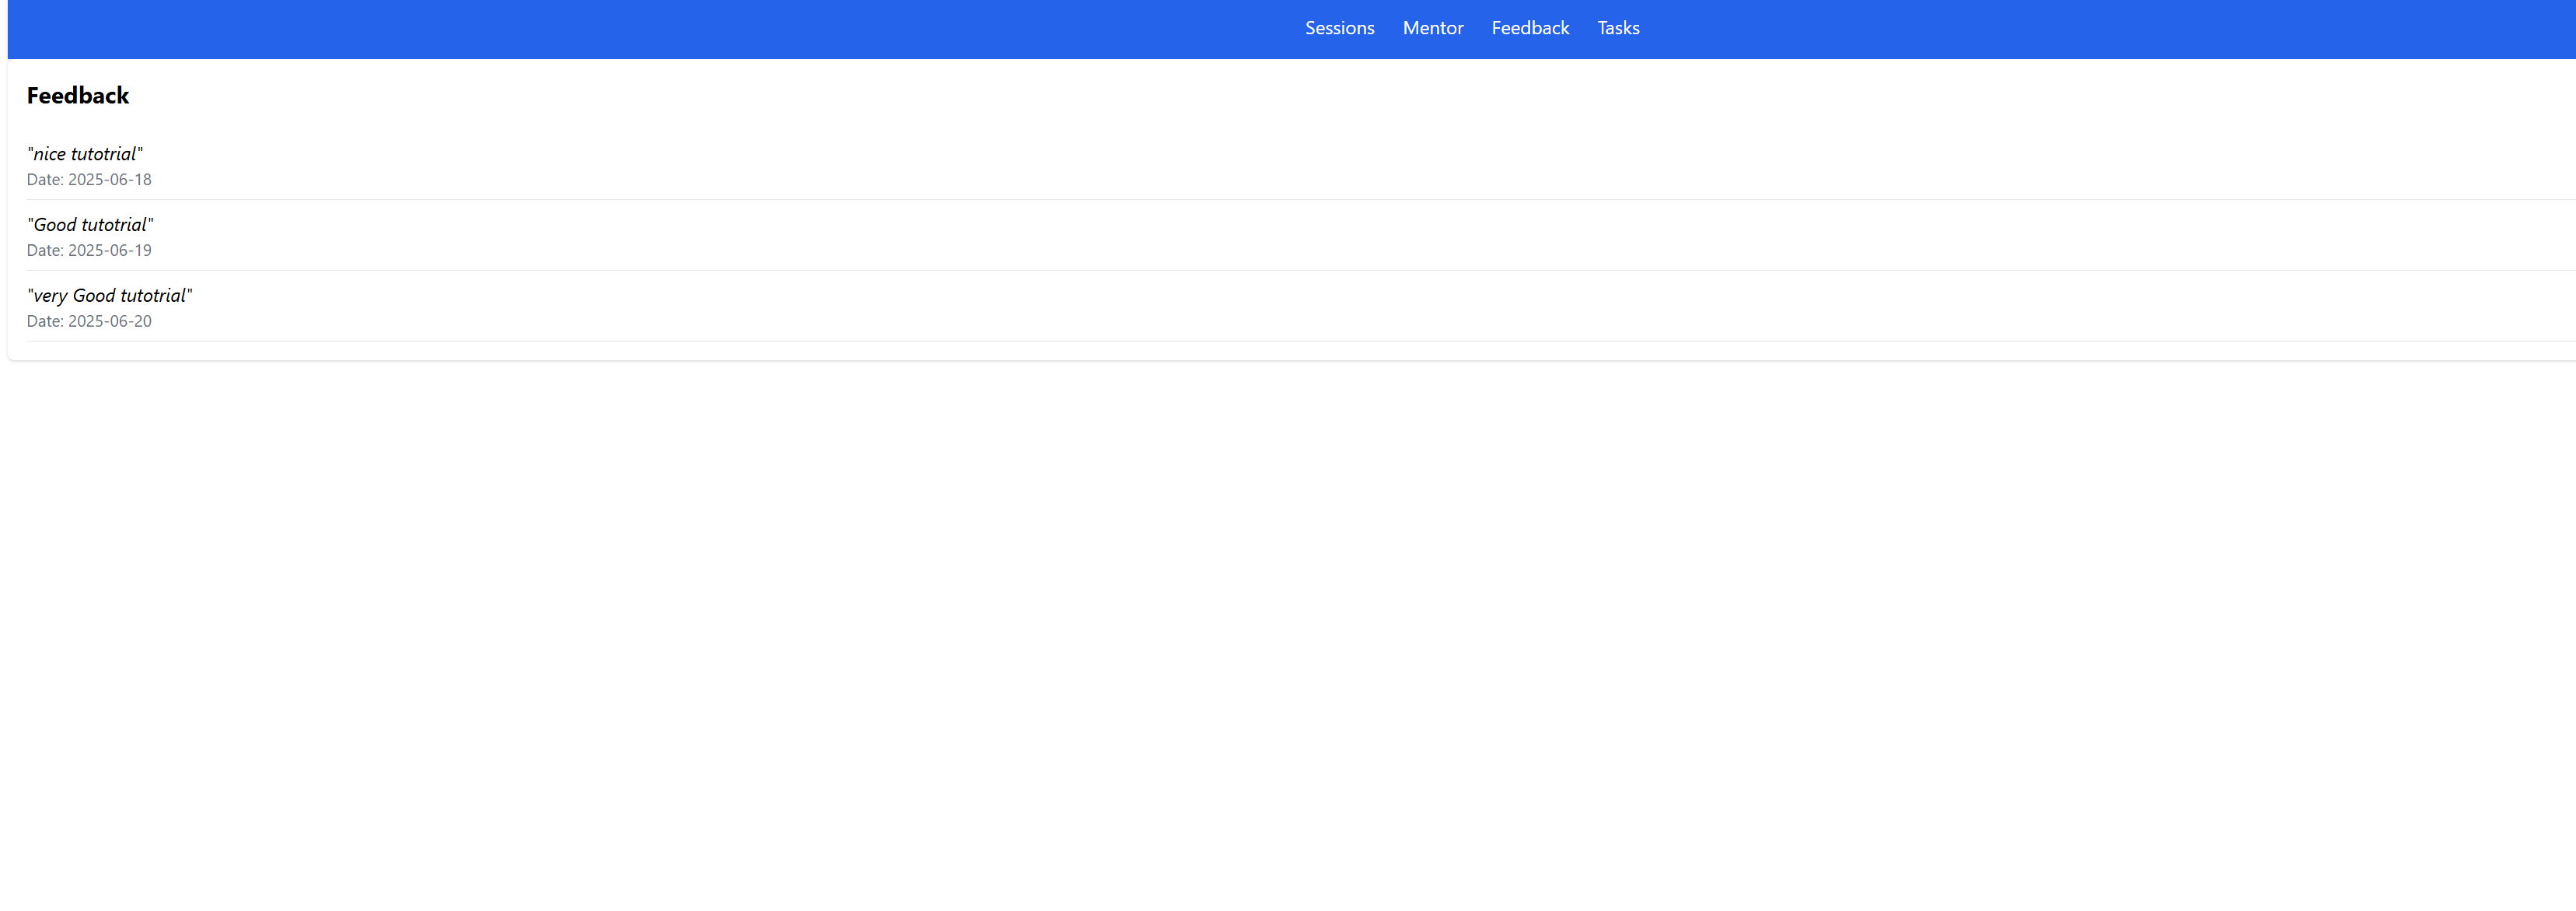 Sessions Mentor Feedback Tasks
Feedback
"nice tutotrial"
Date: 2025-06-18
"Good tutotrial"
Date: 2025-06-19
"very Good tutotrial"
Date: 2025-06-20